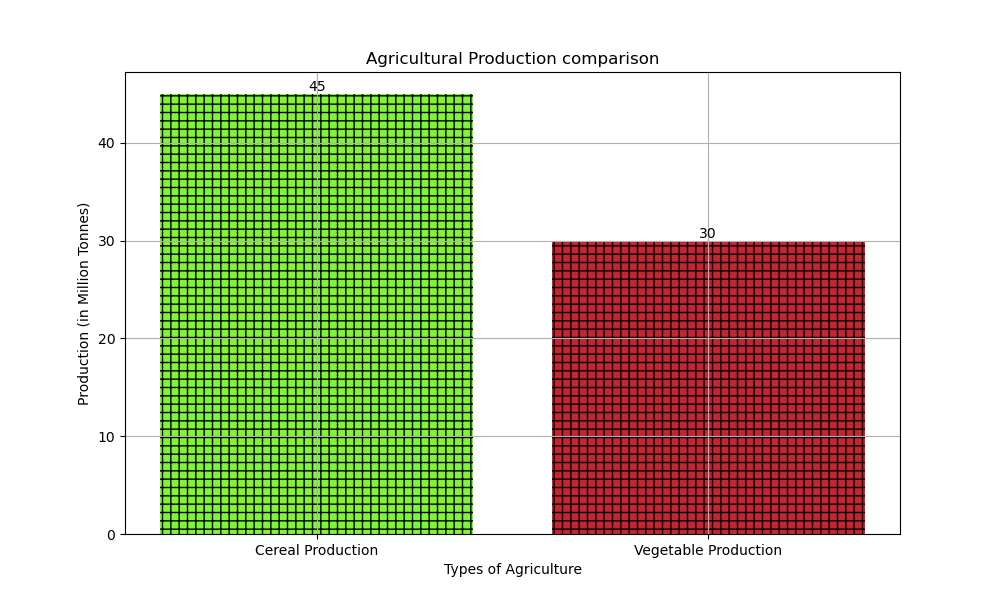 Agricultural Production comparison
45
40
30
30
20
10
0
Production (in Million Tonnes)
Cereal Production
Vegetable Production
Types of Agriculture